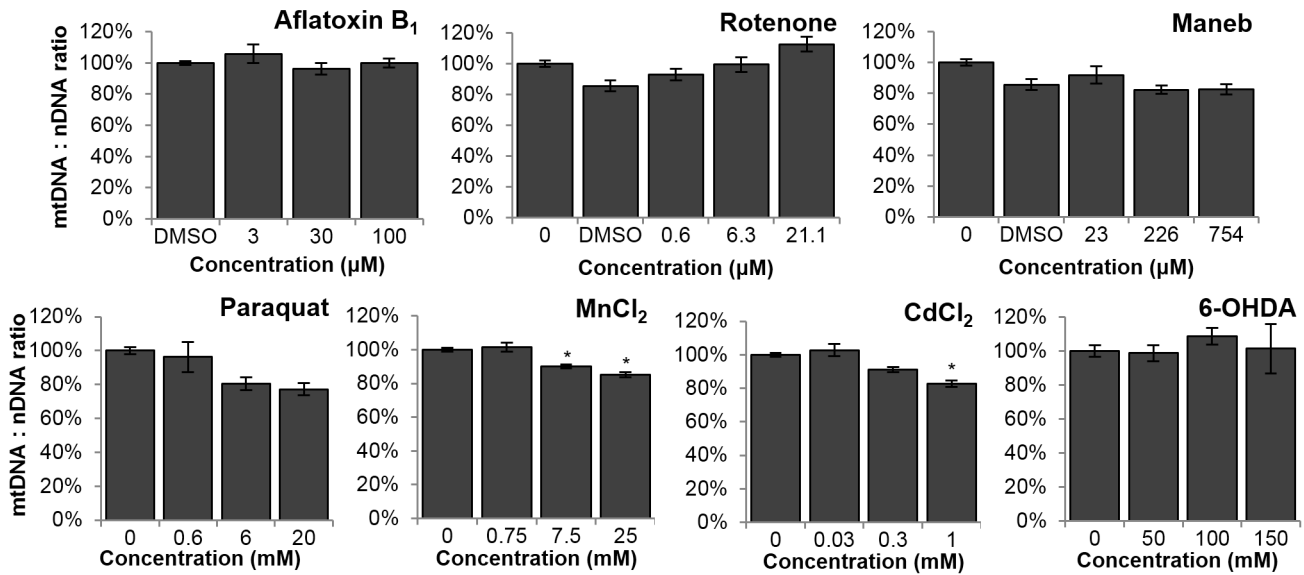 Aflatoxin B₁
mtDNA : nDNA ratio
120%
100%
80%
60%
40%
20%
0%
DMSO 3 30 100
Concentration (µM)
Rotenone
120%
100%
80%
60%
40%
20%
0%
0 DMSO 0.6 6.3 21.1
Concentration (µM)
Maneb
120%
100%
80%
60%
40%
20%
0%
0 DMSO 23 226 754
Concentration (µM)
Paraquat
mtDNA : nDNA ratio
120%
100%
80%
60%
40%
20%
0%
0 0.6 6 20
Concentration (mM)
MnCl₂
120%
100%
80%
60%
40%
20%
0%
* *
0 0.75 7.5 25
Concentration (mM)
CdCl₂
120%
100%
80%
60%
40%
20%
0%
*
0 0.03 0.3 1
Concentration (mM)
6-OHDA
120%
100%
80%
60%
40%
20%
0%
0 50 100 150
Concentration (mM)